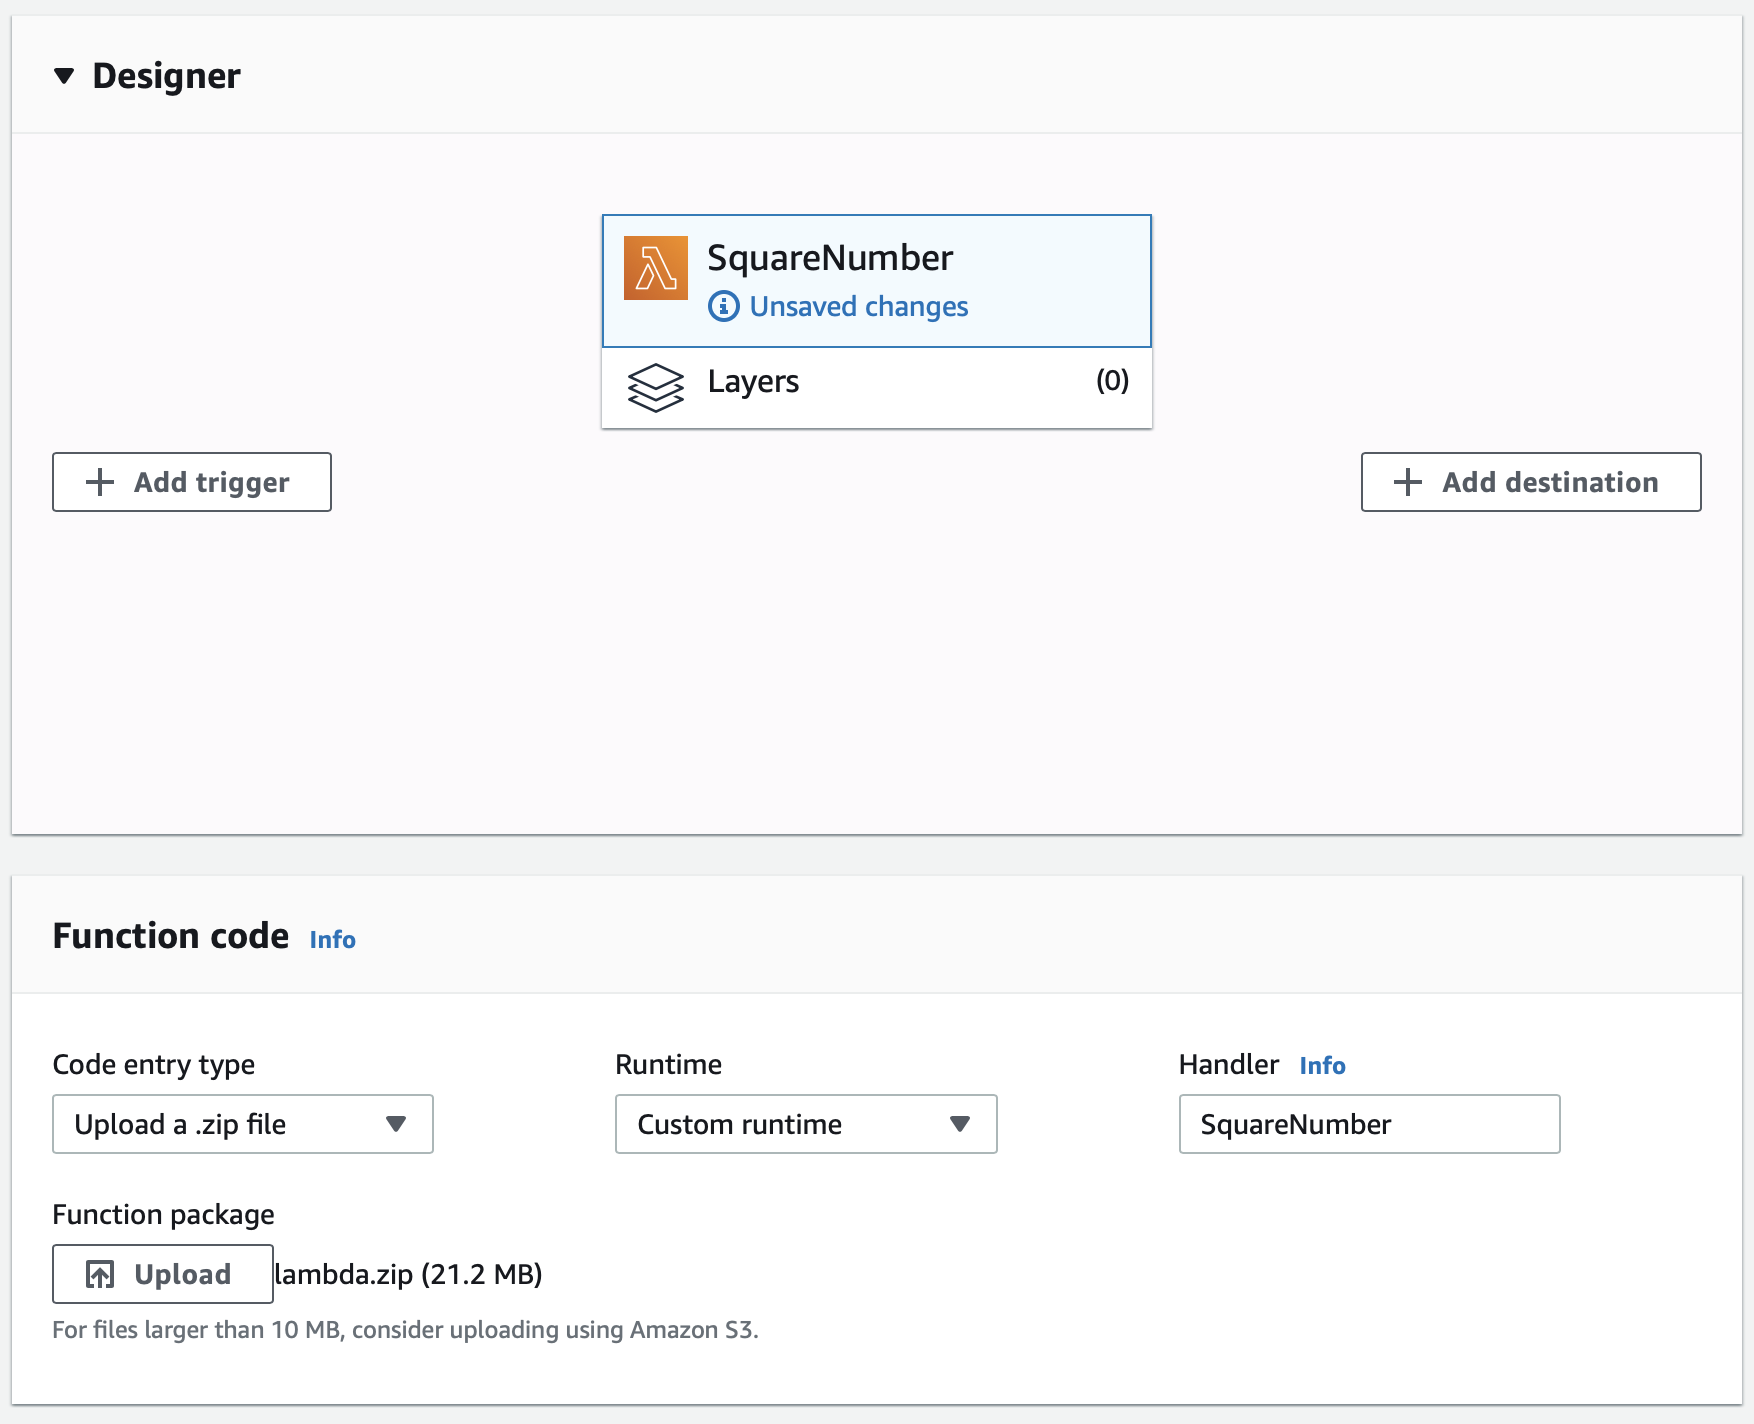 Designer
SquareNumber
Unsaved changes
Layers (0)
Add trigger Add destination
Function code Info
Code entry type Runtime Handler Info
Upload a .zip file Custom runtime SquareNumber
Function package
Upload lambda.zip (21.2 MB)
For files larger than 10 MB, consider uploading using Amazon S3.